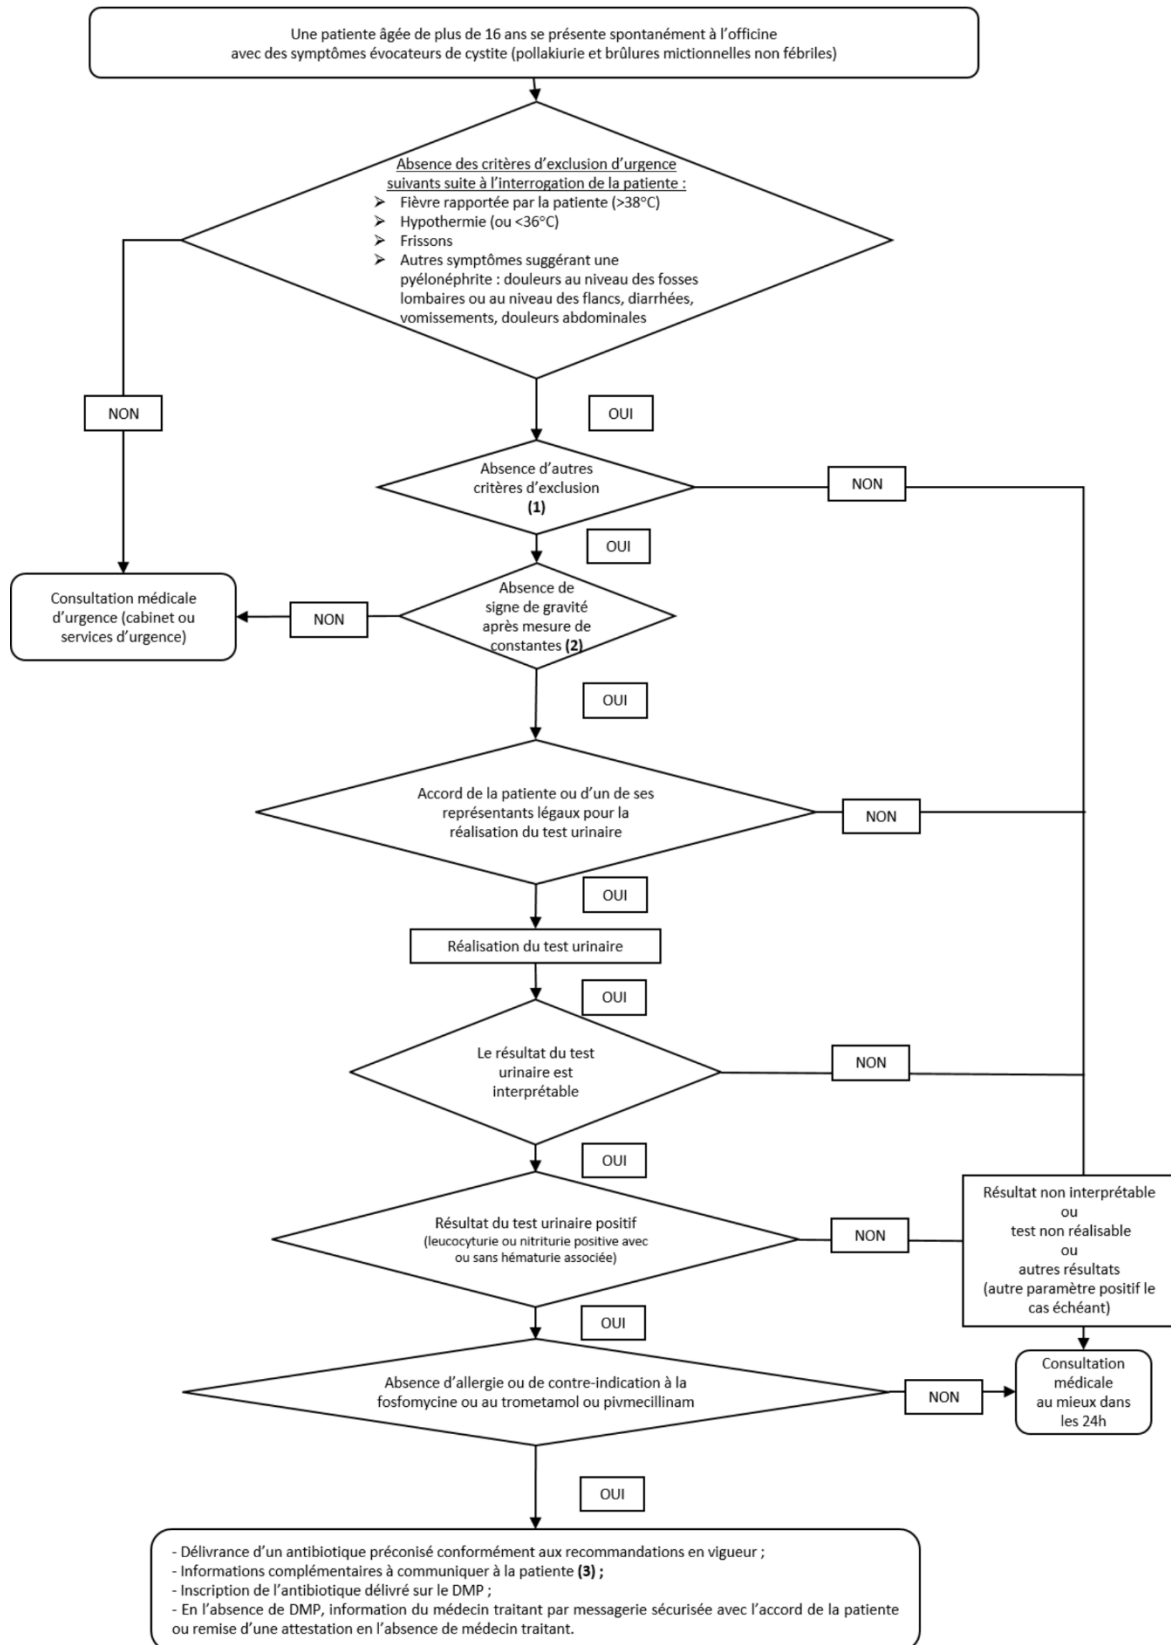 Une patiente âgée de plus de 16 ans se présente spontanément à l'officine
avec des symptômes évocateurs de cystite (pollakiurie et brûlures mictionnelles non fébriles)
Absence des critères d'exclusion d'urgence
suivants suite à l'interrogation de la patiente :
➢ Fièvre rapportée par la patiente (>38°C)
➢ Hypothermie (ou <36°C)
➢ Frissons
➢ Autres symptômes suggérant une
pyélonéphrite : douleurs au niveau des fosses
lombaires ou au niveau des flancs, diarrhées,
vomissements, douleurs abdominales
NON
OUI
Absence d'autres
critères d'exclusion
(1)
NON
OUI
Absence de
signe de gravité
après mesure de
constantes (2)
NON
Consultation médicale
d'urgence (cabinet ou
services d'urgence)
OUI
Accord de la patiente ou d'un de ses
représentants légaux pour la
réalisation du test urinaire
NON
OUI
Réalisation du test urinaire
OUI
Le résultat du test
urinaire est
interprétable
NON
OUI
Résultat du test urinaire positif
(leucocyturie ou nitriturie positive avec
ou sans hématurie associée)
NON
Résultat non interprétable
ou
test non réalisable
ou
autres résultats
(autre paramètre positif le
cas échéant)
OUI
Absence d'allergie ou de contre-indication à la
fosfomycine ou au trometamol ou pivmecillinam
NON
Consultation
médicale
au mieux dans
les 24h
OUI
- Délivrance d'un antibiotique préconisé conformément aux recommandations en vigueur ;
- Informations complémentaires à communiquer à la patiente (3) ;
- Inscription de l'antibiotique délivré sur le DMP ;
- En l'absence de DMP, information du médecin traitant par messagerie sécurisée avec l'accord de la patiente
ou remise d'une attestation en l'absence de médecin traitant.